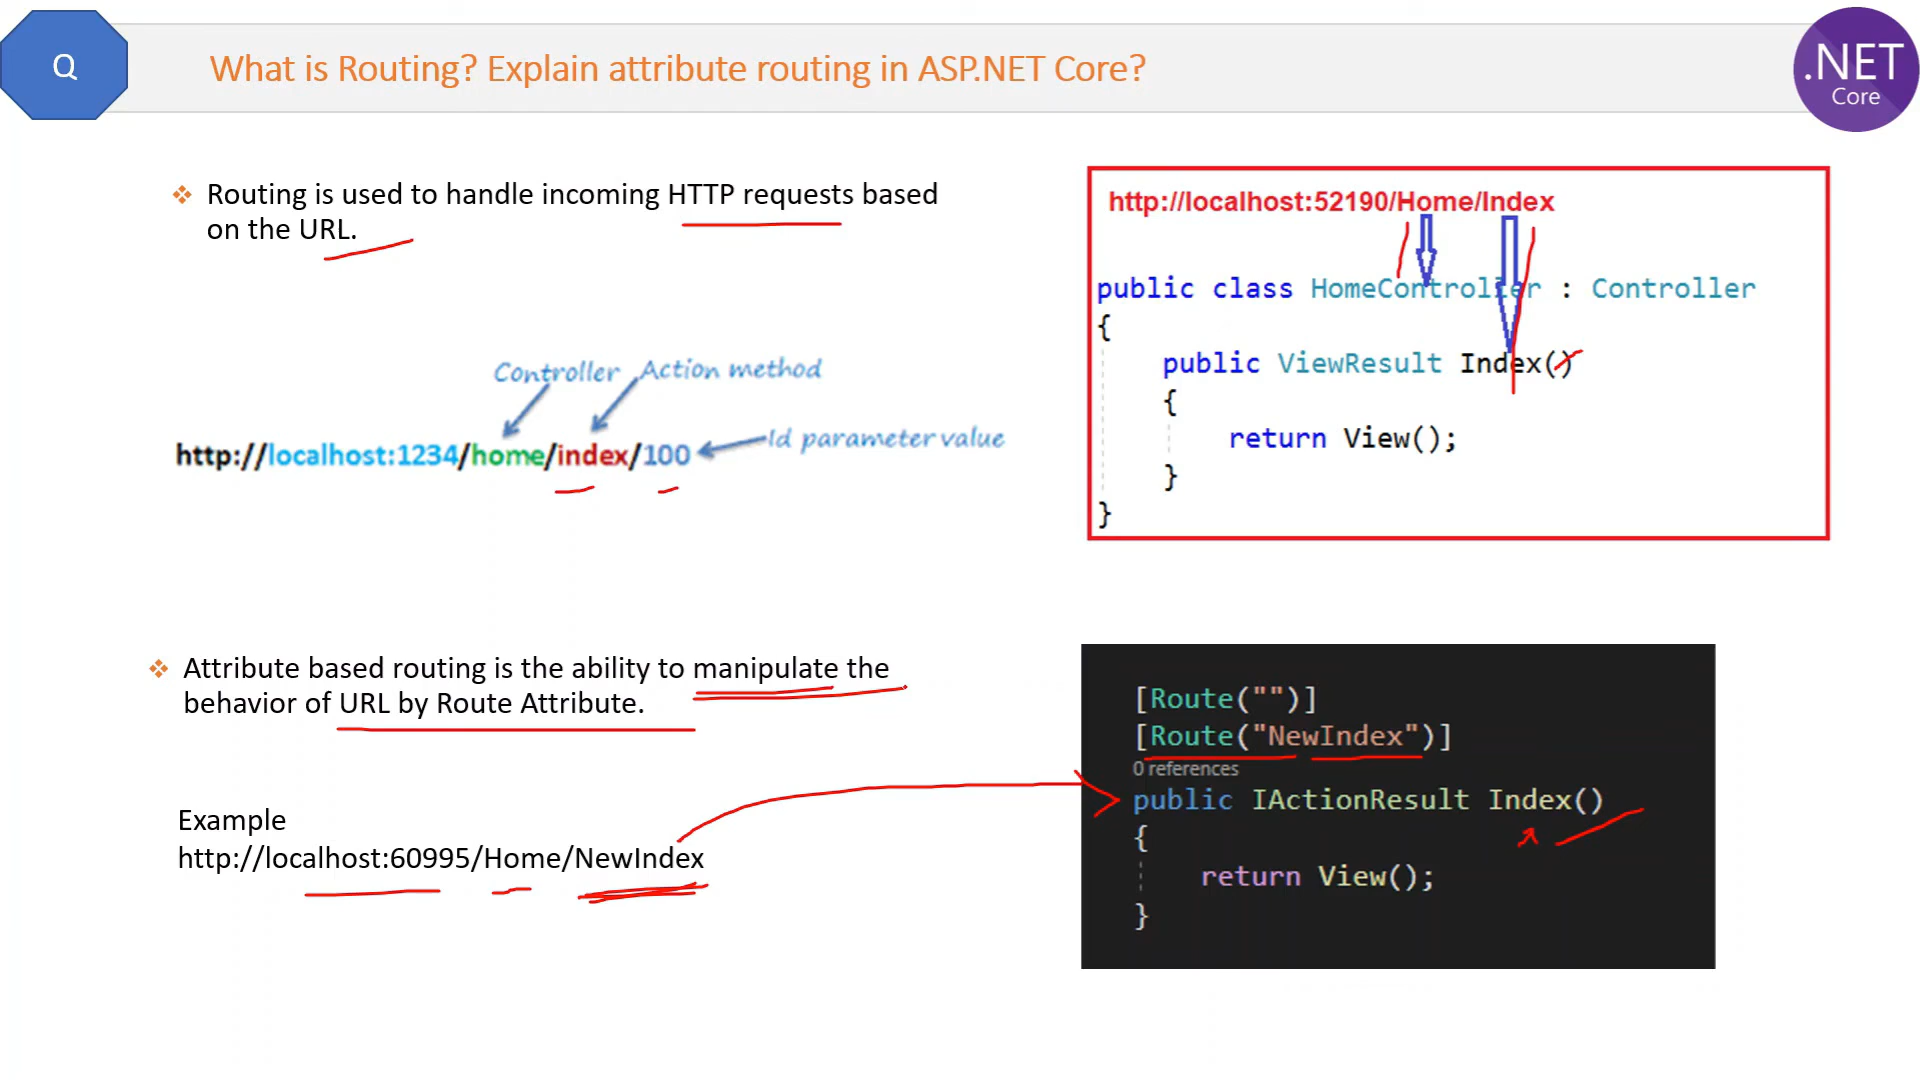 Q
What is Routing? Explain attribute routing in ASP.NET Core?
.NET
Core
Routing is used to handle incoming HTTP requests based
on the URL.
Controller
Action method
http://localhost:1234/home/index/100
Id parameter value
http://localhost:52190/Home/Index
public class HomeController : Controller
{
public ViewResult Index()
{
return View();
}
}
Attribute based routing is the ability to manipulate the
behavior of URL by Route Attribute.
Example
http://localhost:60995/Home/NewIndex
[Route("")]
[Route("NewIndex")]
0 references
public IActionResult Index()
{
return View();
}